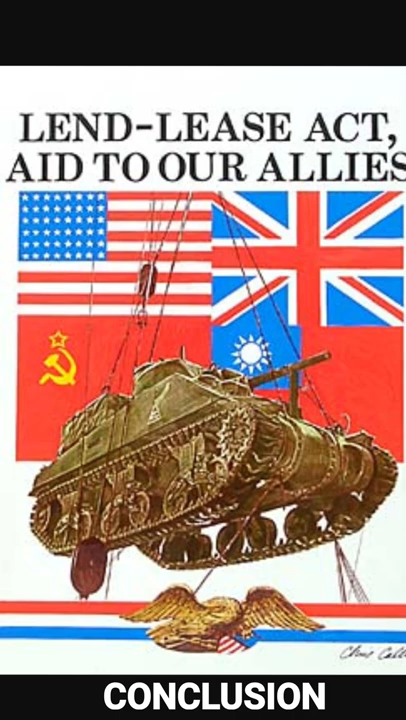 LEND-LEASE ACT,
AID TO OUR ALLIES
CONCLUSION